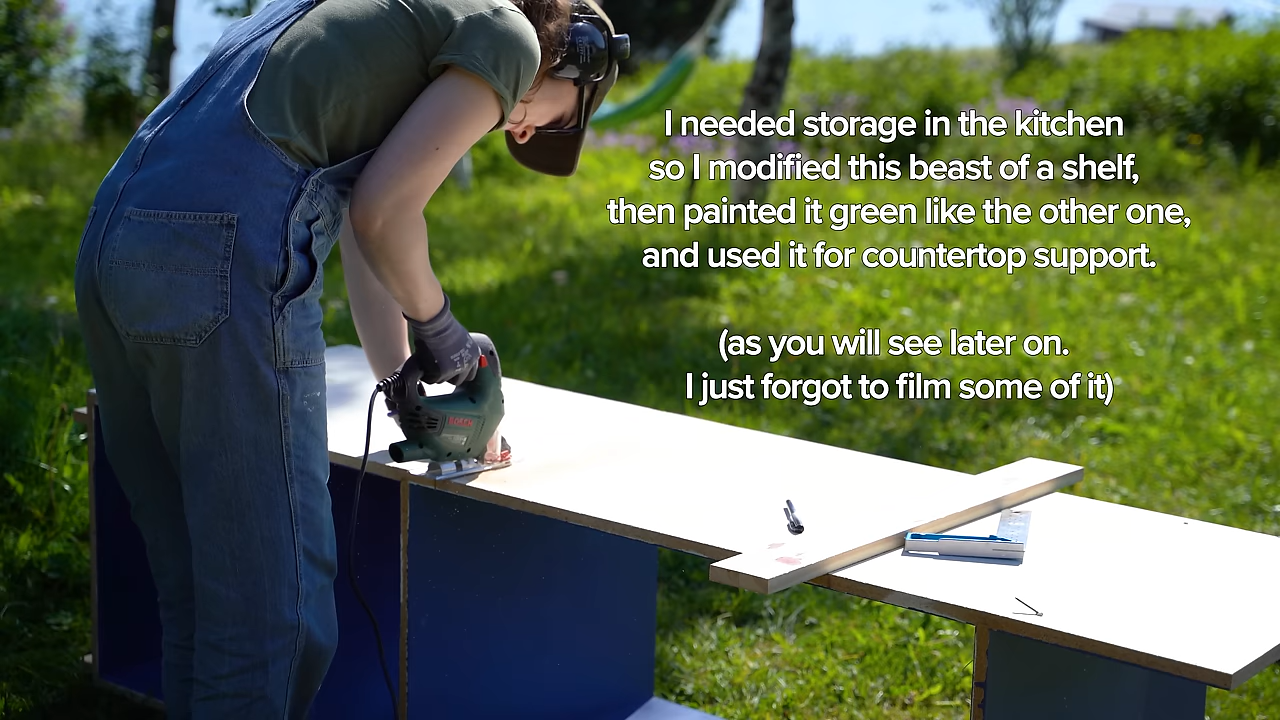 I needed storage in the kitchen
so I modified this beast of a shelf,
then painted it green like the other one,
and used it for countertop support.
(as you will see later on.
I just forgot to film some of it)
BOSCH